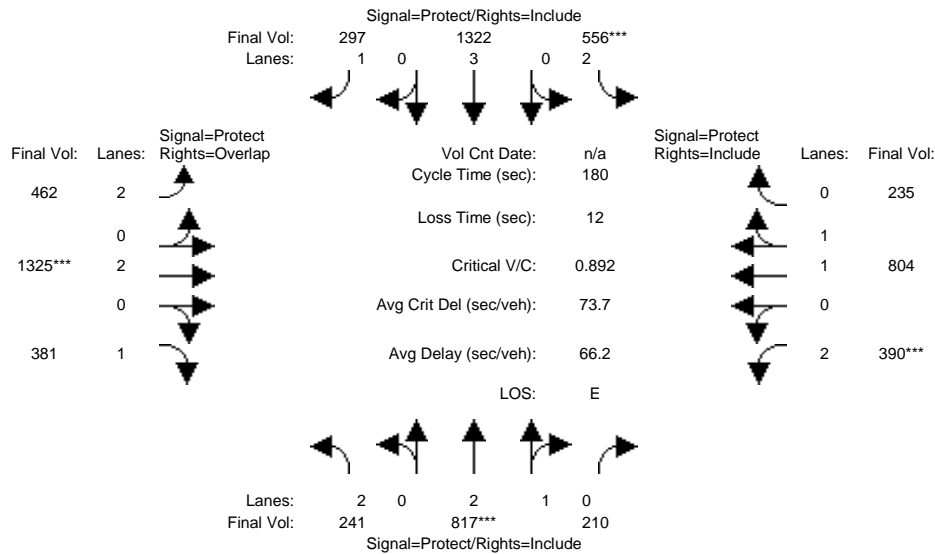 Signal=Protect/Rights=Include
Final Vol: 297 1322 556***
Lanes: 1 0 3 0 2
Signal=Protect Signal=Protect
Final Vol: Lanes: Rights=Overlap Vol Cnt Date: n/a Rights=Include Lanes: Final Vol:
Cycle Time (sec): 180
462 2 0 235
Loss Time (sec): 12
0 1
1325*** 2 Critical V/C: 0.892 1 804
0 Avg Crit Del (sec/veh): 73.7 0
381 1 Avg Delay (sec/veh): 66.2 2 390***
LOS: E
Lanes: 2 0 2 1 0
Final Vol: 241 817*** 210
Signal=Protect/Rights=Include